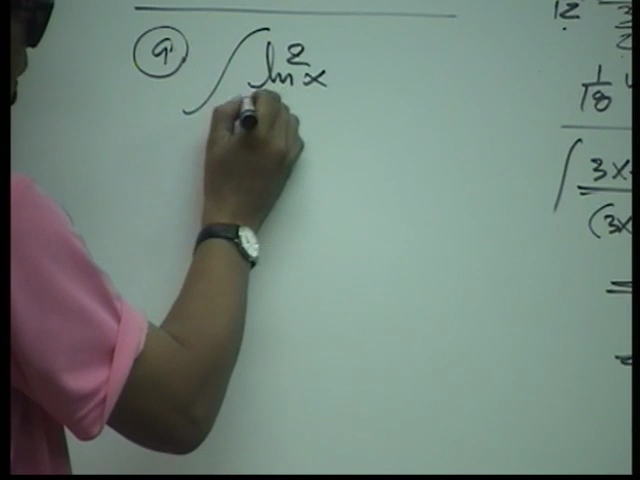 9 ∫ ln²x
12
1/18
∫ 3x
(3x
=
=